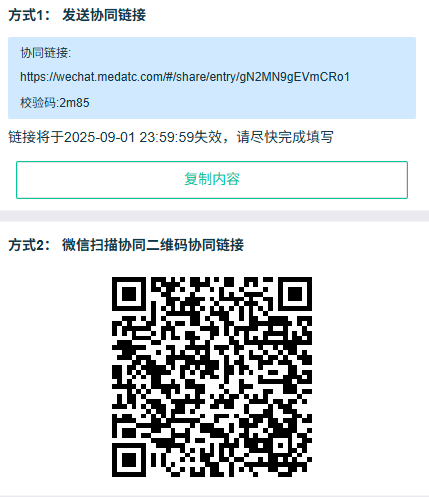 方式1： 发送协同链接
协同链接:
https://wechat.medatc.com/#/share/entry/gN2MN9gEVmCRo1
校验码:2m85
链接将于2025-09-01 23:59:59失效，请尽快完成填写
复制内容
方式2： 微信扫描协同二维码协同链接